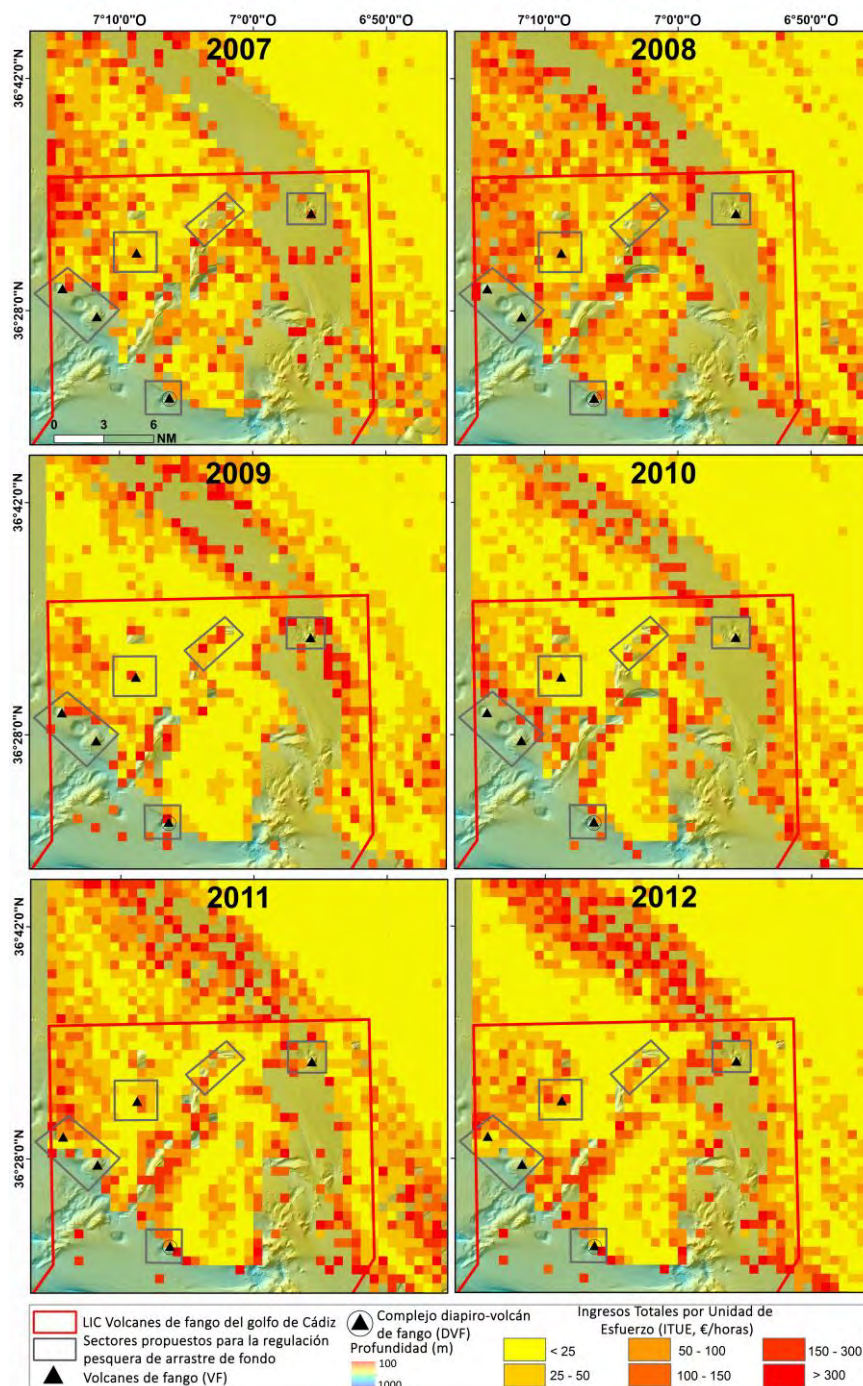 7°10'0"O 7°00'0"O 6°50'0"O 7°10'0"O 7°00'0"O 6°50'0"O
2007 2008
36°42'0"N
36°28'0"N
0 3 6
NM
2009 2010
36°42'0"N
36°28'0"N
2011 2012
36°42'0"N
36°28'0"N
LIC Volcanes de fango del golfo de Cádiz
Sectores propuestos para la regulación
pesquera de arrastre de fondo
Volcanes de fango (VF)
Complejo diapiro-volcán
de fango (DVF)
Profundidad (m)
100
1000
Ingresos Totales por Unidad de
Esfuerzo (ITUE, €/horas)
< 25 50 - 100 150 - 300
25 - 50 100 - 150 > 300